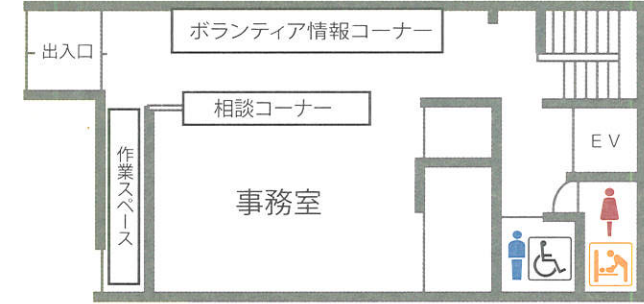 ボランティア情報コーナー
出入口
相談コーナー
作業スペース
事務室
EV